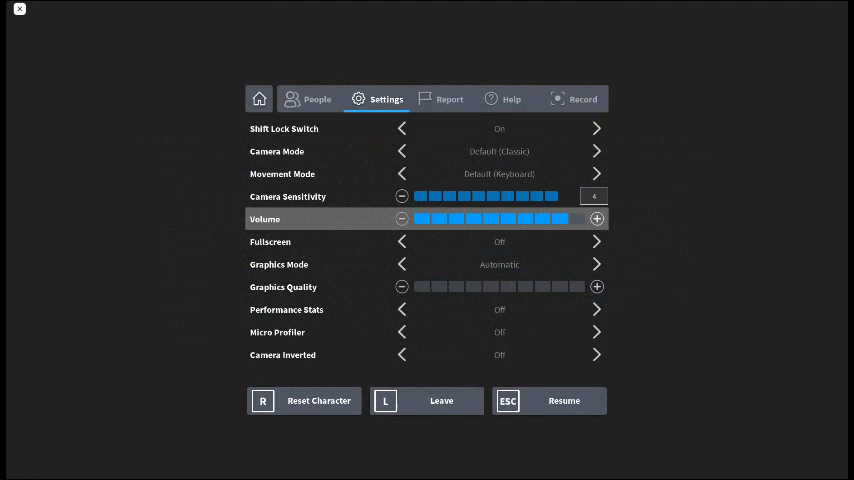 People Settings Report Help Record
Shift Lock Switch On
Camera Mode Default (Classic)
Movement Mode Default (Keyboard)
Camera Sensitivity 4
Volume
Fullscreen Off
Graphics Mode Automatic
Graphics Quality
Performance Stats Off
Micro Profiler Off
Camera Inverted Off
R Reset Character L Leave ESC Resume